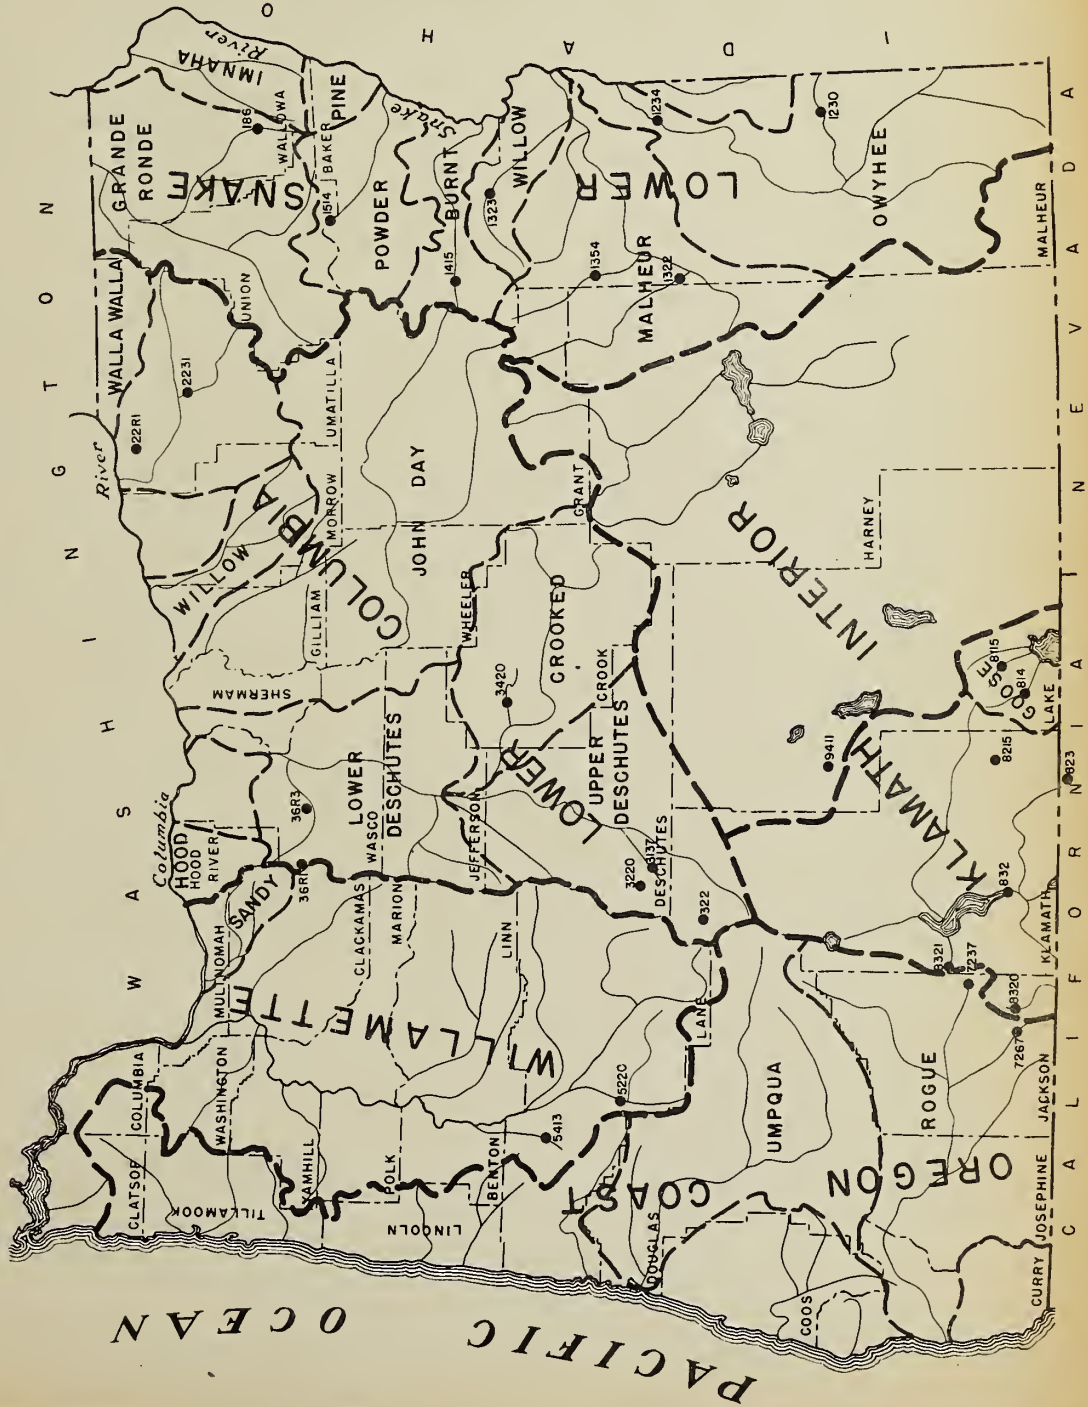 WASHINGTON
IDAHO
NEVADA
CALIFORNIA
PACIFIC OCEAN
Columbia
River
River
Snake
COLUMBIA
LOWER SNAKE
LOWER
WILLAMETTE
INTERIOR
KLAMATH
OREGON COAST
IMNAHA
GRANDE
RONDE
WALLA WALLA
WILLOW
HOOD
HOOD
RIVER
SANDY
PINE
POWDER
BURNT
WILLOW
MALHEUR
OWYHEE
JOHN DAY
CROOKED
LOWER
DESCHUTES
UPPER
DESCHUTES
UMPQUA
ROGUE
GOOSE
WALLOWA
BAKER
UNION
UMATILLA
MORROW
GILLIAM
SHERMAM
WHEELER
GRANT
WASCO
JEFFERSON
CROOK
DESCHUTES
MULINOMAH
CLACKAMAS
MARION
LINN
LANE
COLUMBIA
WASHINGTON
YAMHILL
POLK
BENTON
CLATSOP
TILLAMOOK
LINCOLN
DOUGLAS
COOS
CURRY
JOSEPHINE
JACKSON
KLAMATH
LAKE
HARNEY
MALHEUR
186
1514
2231
22R1
1415
1323
1354
1322
1234
1230
3420
36R3
36R1
3220
3137
322
9411
8115
814
8215
823
832
8321
7237
8320
7267
5220
5413